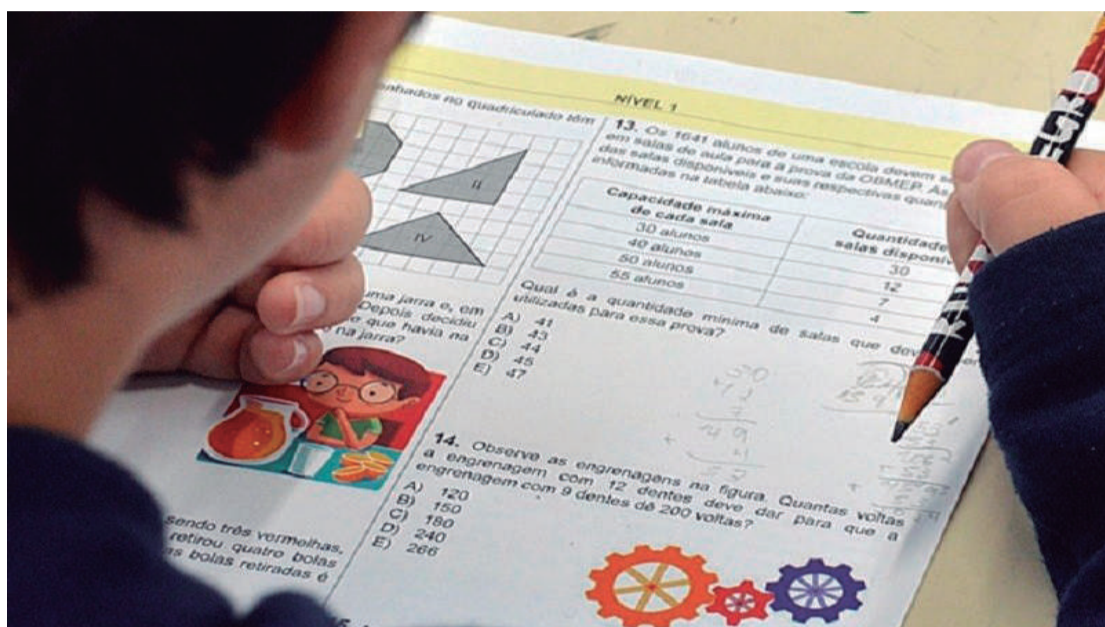 NÍVEL 1
no quadriculado têm
II
IV
uma jarra e, em
Depois decidiu
que havia na
na jarra?
sendo três vermelhas,
retirou quatro bolas
bolas retiradas é
13. Os 1641 alunos de uma escola devem
em salas de aula para a prova da OBMEP. As
das salas disponíveis e suas respectivas
informadas na tabela abaixo:
Capacidade máxima
de cada sala
Quantidade
salas
30 alunos 30
40 alunos 12
50 alunos 7
55 alunos 4
Qual é a quantidade mínima de salas que
utilizadas para essa prova?
A) 41
B) 43
C) 44
D) 45
E) 47
14. Observe as engrenagens na figura. Quantas voltas
a engrenagem com 12 dentes deve dar para que a
engrenagem com 9 dentes dê 200 voltas?
A) 120
B) 150
C) 180
D) 240
E) 266